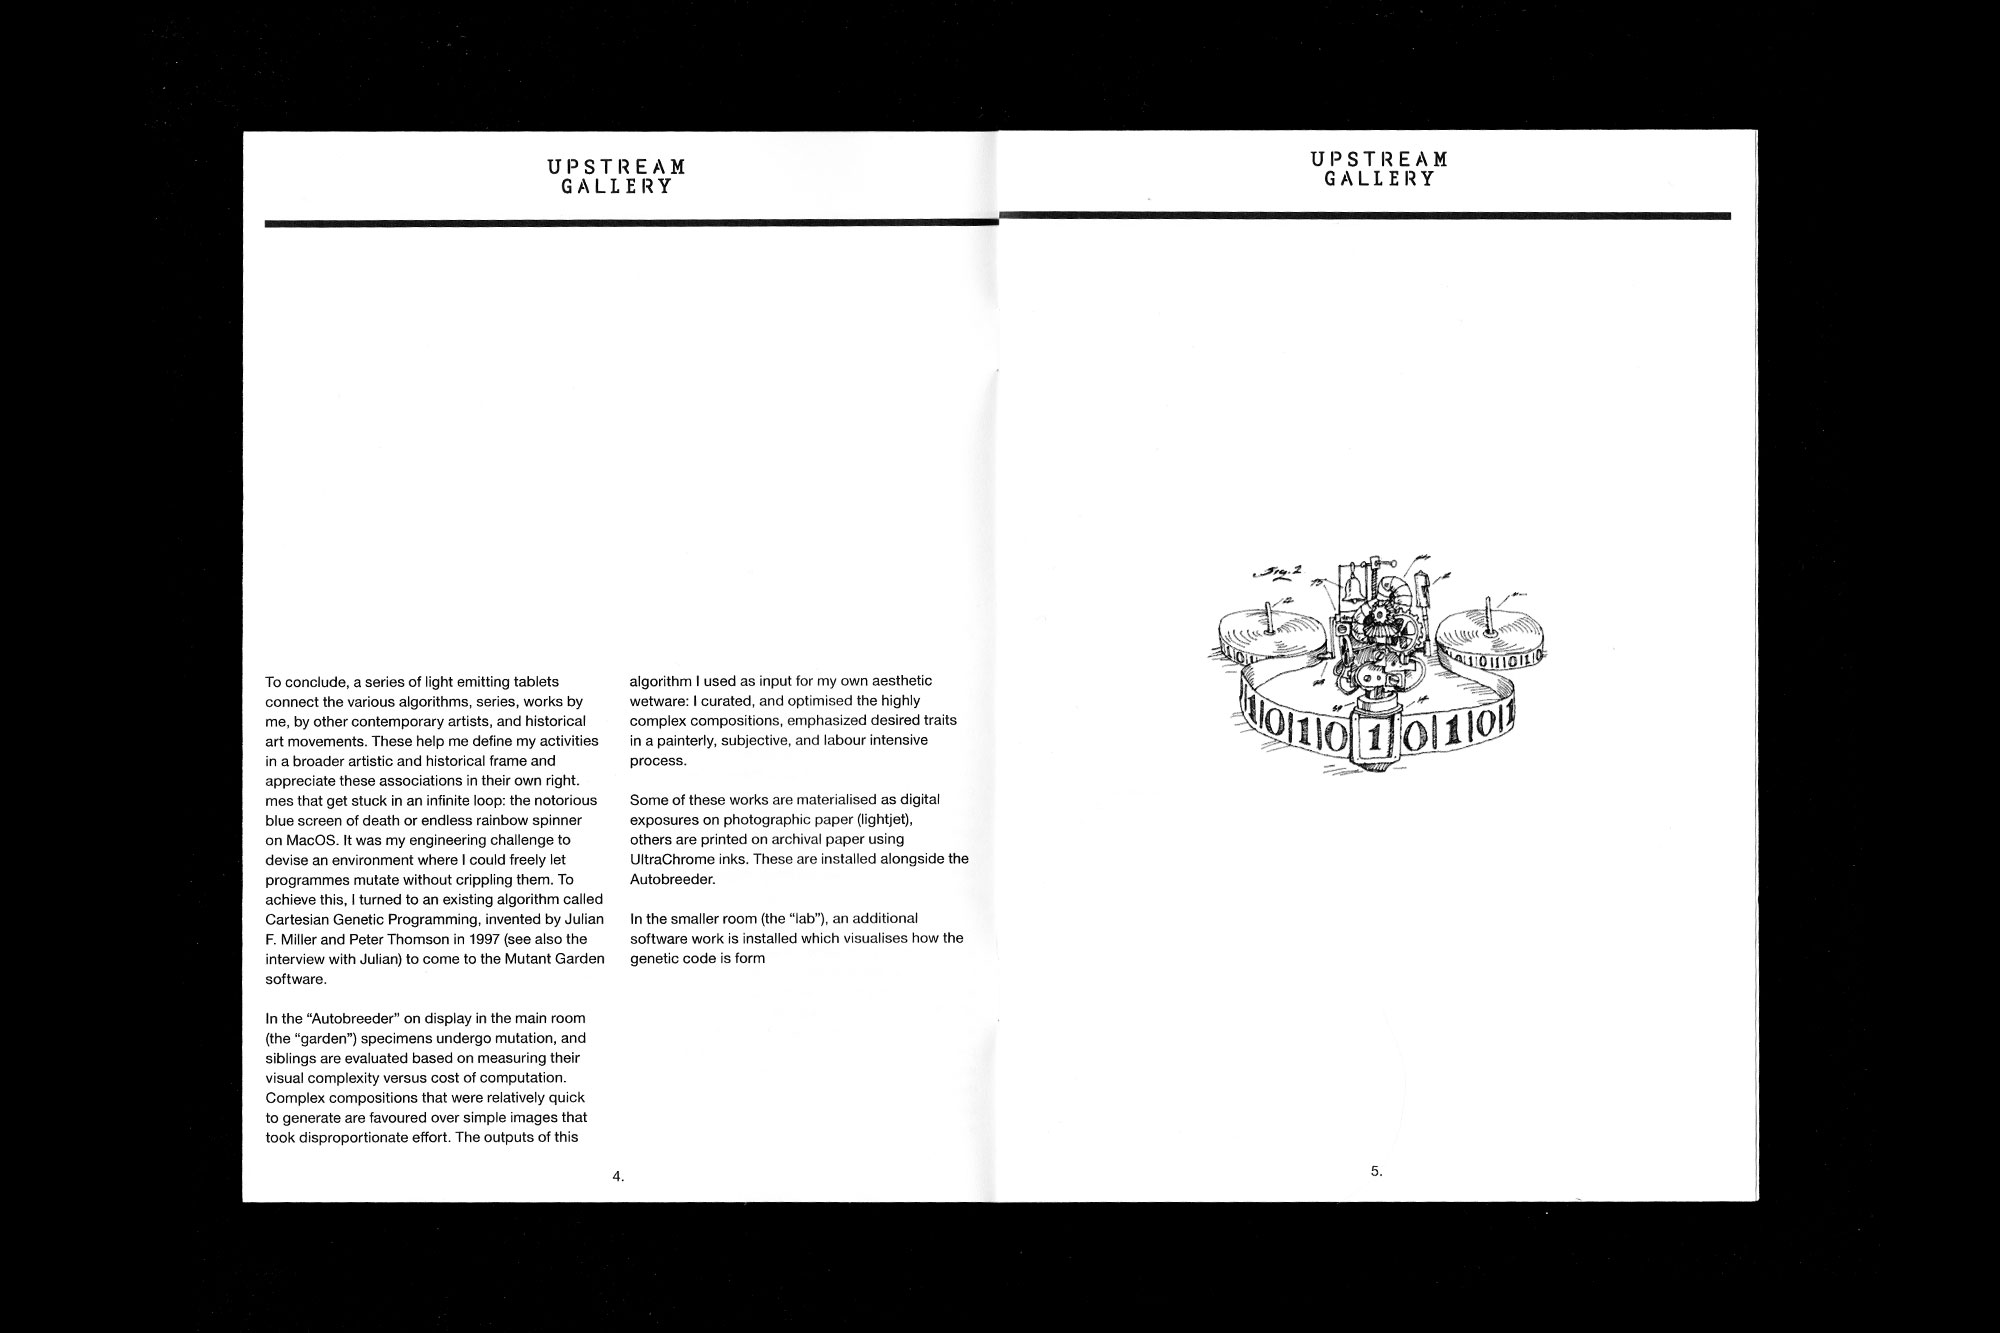 UPSTREAM
GALLERY
To conclude, a series of light emitting tablets
connect the various algorithms, series, works by
me, by other contemporary artists, and historical
art movements. These help me define my activities
in a broader artistic and historical frame and
appreciate these associations in their own right.
mes that get stuck in an infinite loop: the notorious
blue screen of death or endless rainbow spinner
on MacOS. It was my engineering challenge to
devise an environment where I could freely let
programmes mutate without crippling them. To
achieve this, I turned to an existing algorithm called
Cartesian Genetic Programming, invented by Julian
F. Miller and Peter Thomson in 1997 (see also the
interview with Julian) to come to the Mutant Garden
software.
In the “Autobreeder” on display in the main room
(the “garden”) specimens undergo mutation, and
siblings are evaluated based on measuring their
visual complexity versus cost of computation.
Complex compositions that were relatively quick
to generate are favoured over simple images that
took disproportionate effort. The outputs of this
algorithm I used as input for my own aesthetic
wetware: I curated, and optimised the highly
complex compositions, emphasized desired traits
in a painterly, subjective, and labour intensive
process.
Some of these works are materialised as digital
exposures on photographic paper (lightjet),
others are printed on archival paper using
UltraChrome inks. These are installed alongside the
Autobreeder.
In the smaller room (the “lab”), an additional
software work is installed which visualises how the
genetic code is form
4.
UPSTREAM
GALLERY
Fig. 2
1|0|1|0|1|0|1|0|1
5.